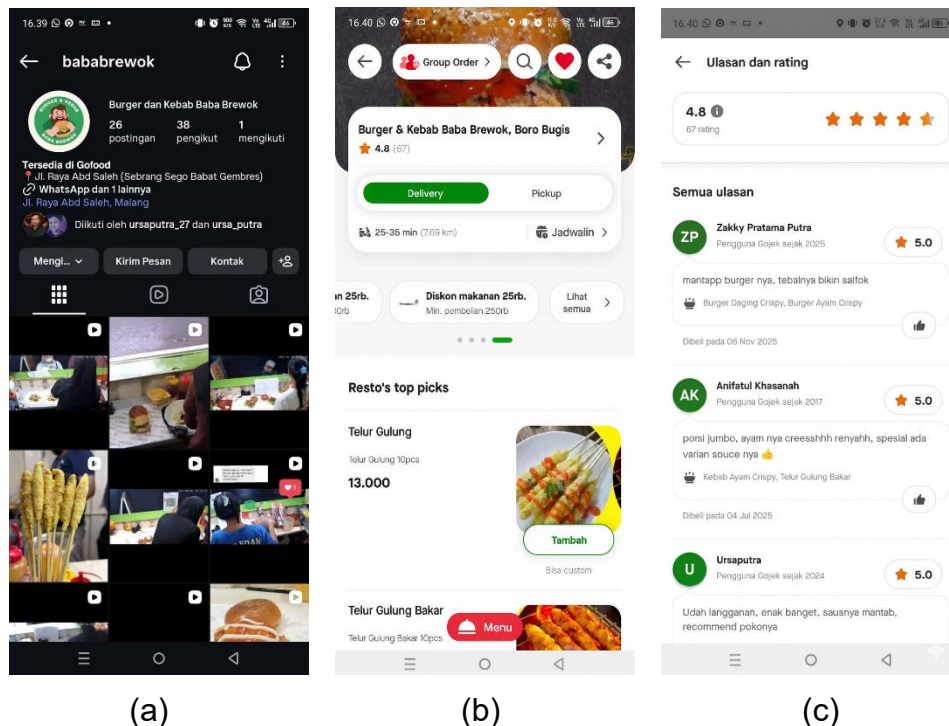 16.39
46
bababrewok
BURGER & KEBAB
BABA BREWOK
Burger dan Kebab Baba Brewok
26 38 1
postingan pengikut mengikuti
Tersedia di Gofood
Jl. Raya Abd Saleh (Sebrang Sego Babat Gembres)
WhatsApp dan 1 lainnya
Jl. Raya Abd Saleh, Malang
Diikuti oleh ursaputra_27 dan ursa_putra
Mengi... Kirim Pesan Kontak
(a)
16.40
46
Group Order >
Burger & Kebab Baba Brewok, Boro Bugis
4.8 (67)
Delivery Pickup
25-35 min (7.69 km) Jadwalin >
an 25rb.
Diskon makanan 25rb.
Min. pembelian 250rb
Lihat
semua
Resto's top picks
Telur Gulung
Telur Gulung 10pcs
13.000
Tambah
Bisa custom
Telur Gulung Bakar
Telur Gulung Bakar 10pcs
Menu
(b)
16.40
Ulasan dan rating
4.8
67 rating
Semua ulasan
ZP
Zakky Pratama Putra
Pengguna Gojek sejak 2025
5.0
mantapp burger nya, tebalnya bikin salfok
Burger Daging Crispy, Burger Ayam Crispy
Dibeli pada 06 Nov 2025
AK
Anifatul Khasanah
Pengguna Gojek sejak 2017
5.0
porsi jumbo, ayam nya creesshhh renyahh, spesial ada
varian souce nya 👍
Kebab Ayam Crispy, Telur Gulung Bakar
Dibeli pada 04 Jul 2025
U
Ursaputra
Pengguna Gojek sejak 2024
5.0
Udah langganan, enak banget, sausnya mantab,
recommend pokonya
(c)